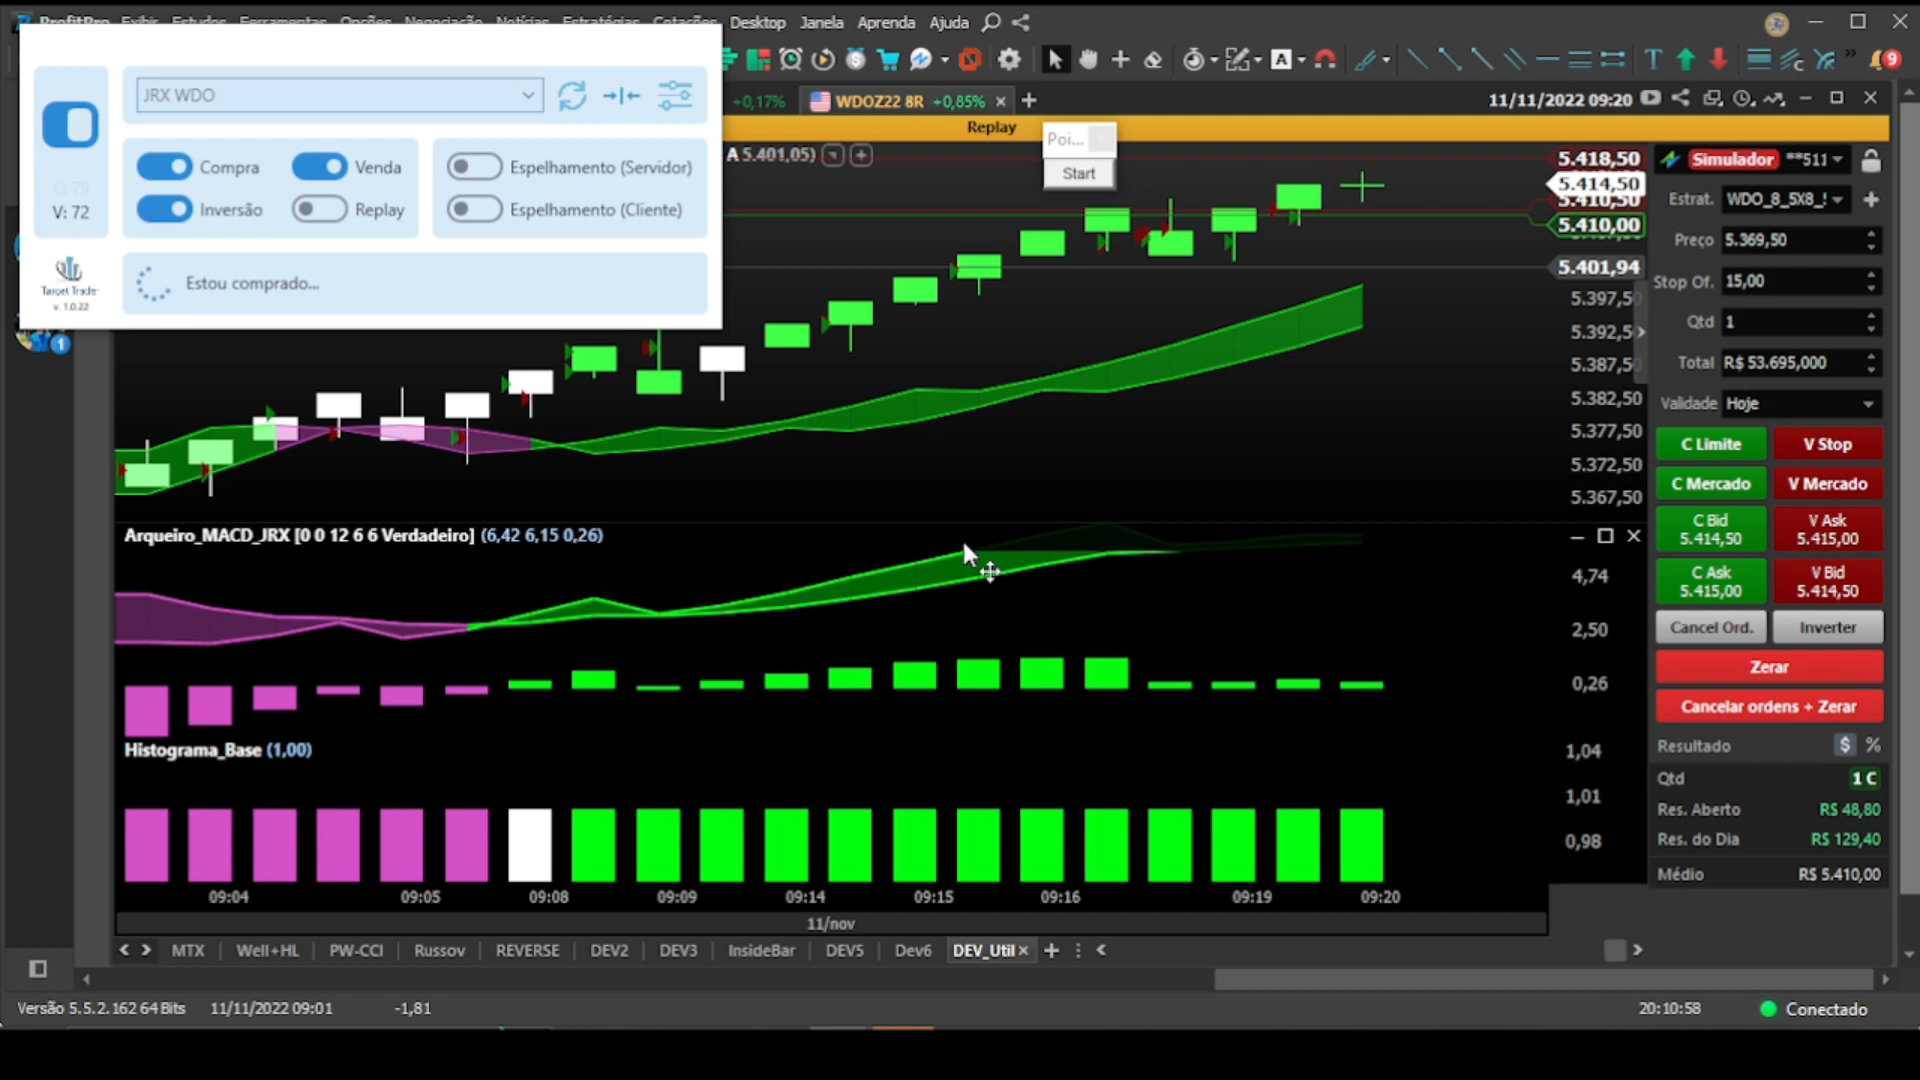 Desktop Janela Aprenda Ajuda
JRX WDO
Compra Venda
Inversão Replay
Espelhamento (Servidor)
Espelhamento (Cliente)
C: 79
V: 72
Target Trader
v. 1.0.22
Estou comprado...
+0,17% WDOZ22 8R +0,85%
11/11/2022 09:20
9
Replay
A 5.401,05)
Poi...
Start
5.418,50
5.414,50
5.410,50
5.410,00
5.401,94
5.397,50
5.392,50
5.387,50
5.382,50
5.377,50
5.372,50
5.367,50
1
Arqueiro_MACD_JRX [0 0 12 6 6 Verdadeiro] (6,42 6,15 0,26)
4,74
2,50
0,26
Histograma_Base (1,00)
1,04
1,01
0,98
09:04 09:05 09:08 09:09 09:14 09:15 09:16 09:19 09:20
11/nov
Simulador **511
Estrat. WDO_8_5X8_!
Preço 5.369,50
Stop Of. 15,00
Qtd 1
Total R$ 53.695,000
Validade Hoje
C Limite V Stop
C Mercado V Mercado
C Bid V Ask
5.414,50 5.415,00
C Ask V Bid
5.415,00 5.414,50
Cancel Ord. Inverter
Zerar
Cancelar ordens + Zerar
Resultado $ %
Qtd 1 C
Res. Aberto R$ 48,80
Res. do Dia R$ 129,40
Médio R$ 5.410,00
MTX Well+HL PW-CCI Russov REVERSE DEV2 DEV3 InsideBar DEV5 Dev6 DEV_Util
Versão 5.5.2.162 64 Bits 11/11/2022 09:01 -1,81 20:10:58 Conectado